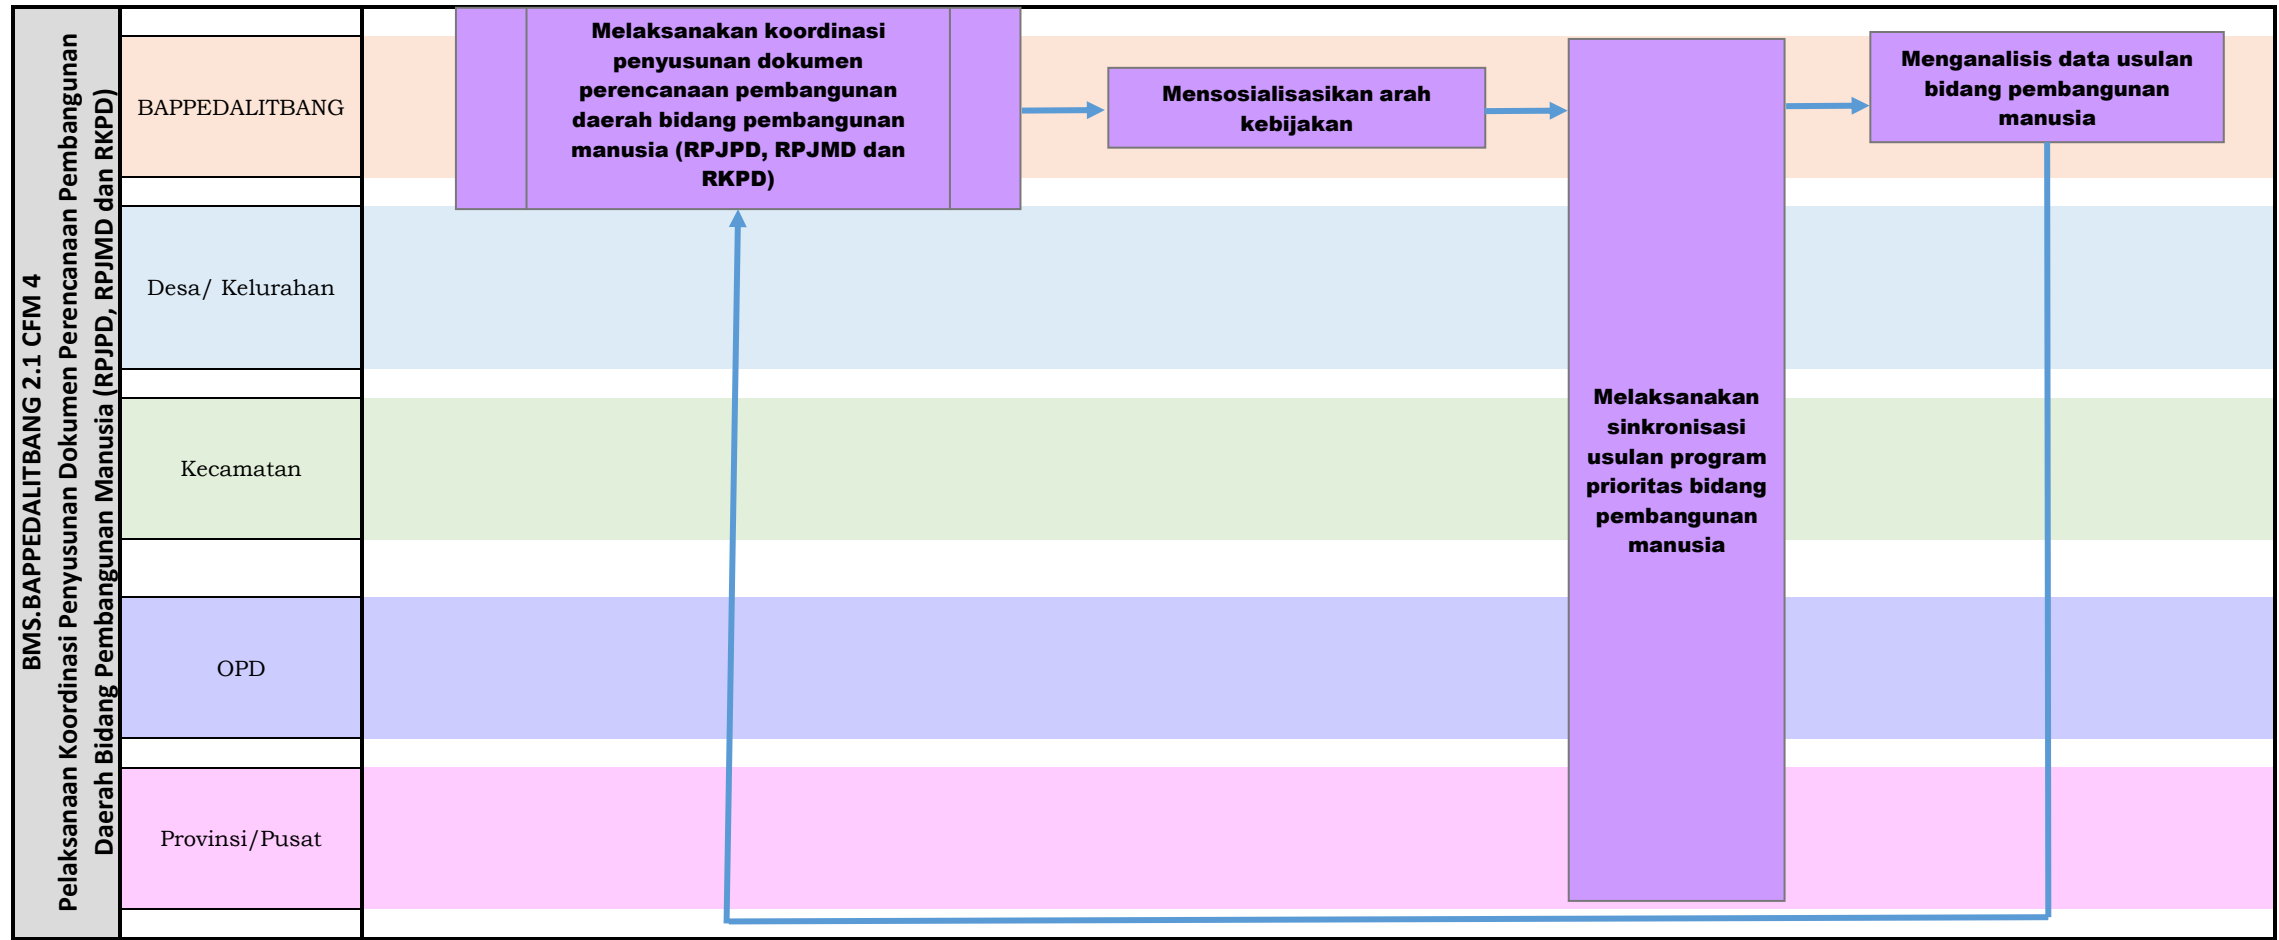 BMS.BAPPEDALITBANG 2.1 CFM 4
Pelaksanaan Koordinasi Penyusunan Dokumen Perencanaan Pembangunan
Daerah Bidang Pembangunan Manusia (RPJPD, RPJMD dan RKPD)
BAPPEDALITBANG
Desa/ Kelurahan
Kecamatan
OPD
Provinsi/Pusat
Melaksanakan koordinasi
penyusunan dokumen
perencanaan pembangunan
daerah bidang pembangunan
manusia (RPJPD, RPJMD dan
RKPD)
Mensosialisasikan arah
kebijakan
Melaksanakan
sinkronisasi
usulan program
prioritas bidang
pembangunan
manusia
Menganalisis data usulan
bidang pembangunan
manusia